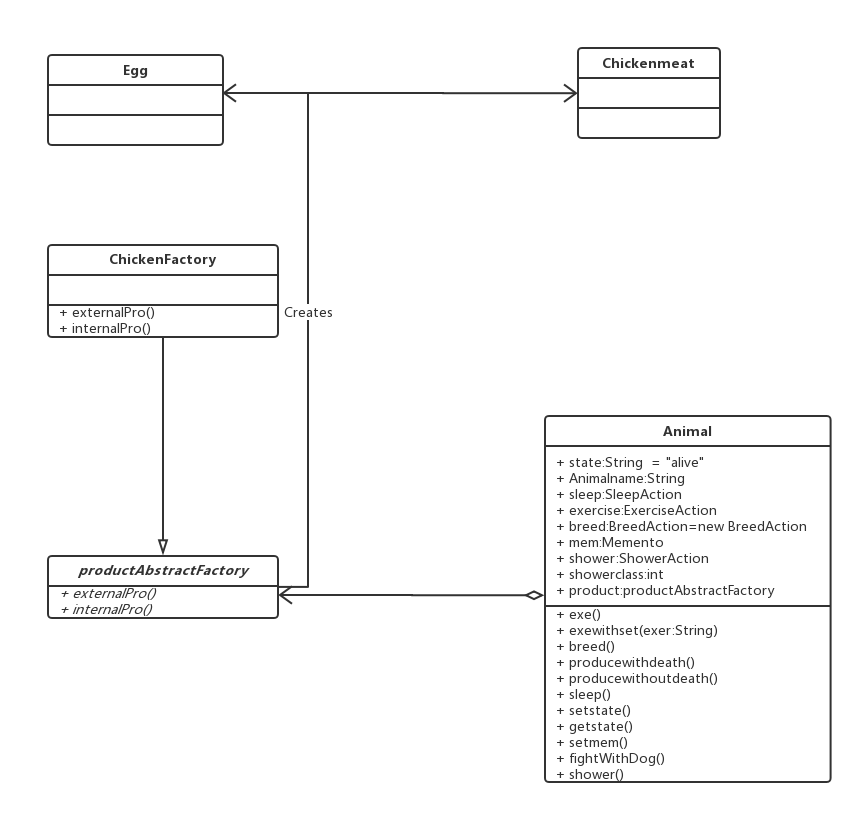 Egg
Chickenmeat
ChickenFactory
+ externalPro()
+ internalPro()
Creates
productAbstractFactory
+ externalPro()
+ internalPro()
Animal
+ state:String = "alive"
+ Animalname:String
+ sleep:SleepAction
+ exercise:ExerciseAction
+ breed:BreedAction=new BreedAction
+ mem:Memento
+ shower:ShowerAction
+ showerclass:int
+ product:productAbstractFactory
+ exe()
+ exewithset(exer:String)
+ breed()
+ producewithdeath()
+ producewithoutdeath()
+ sleep()
+ setstate()
+ getstate()
+ setmem()
+ fightWithDog()
+ shower()